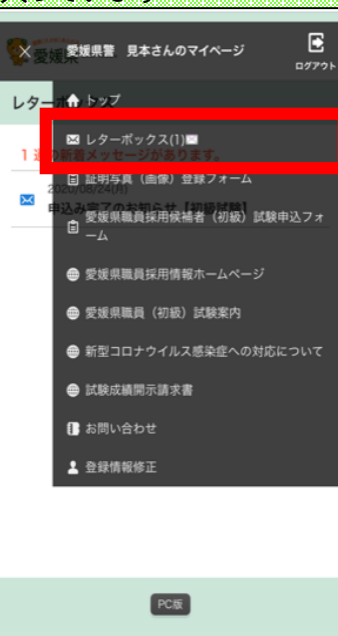 愛媛県警 見本さんのマイページ
ログアウト
レター
トップ
レターボックス(1)
1通の新着メッセージがあります。
証明写真（画像）登録フォーム
2020/08/24(月)
申込み完了のお知らせ【初級試験】
愛媛県職員採用候補者（初級）試験申込フォ
ーム
愛媛県職員採用情報ホームページ
愛媛県職員（初級）試験案内
新型コロナウイルス感染症への対応について
試験成績開示請求書
お問い合わせ
登録情報修正
PC版